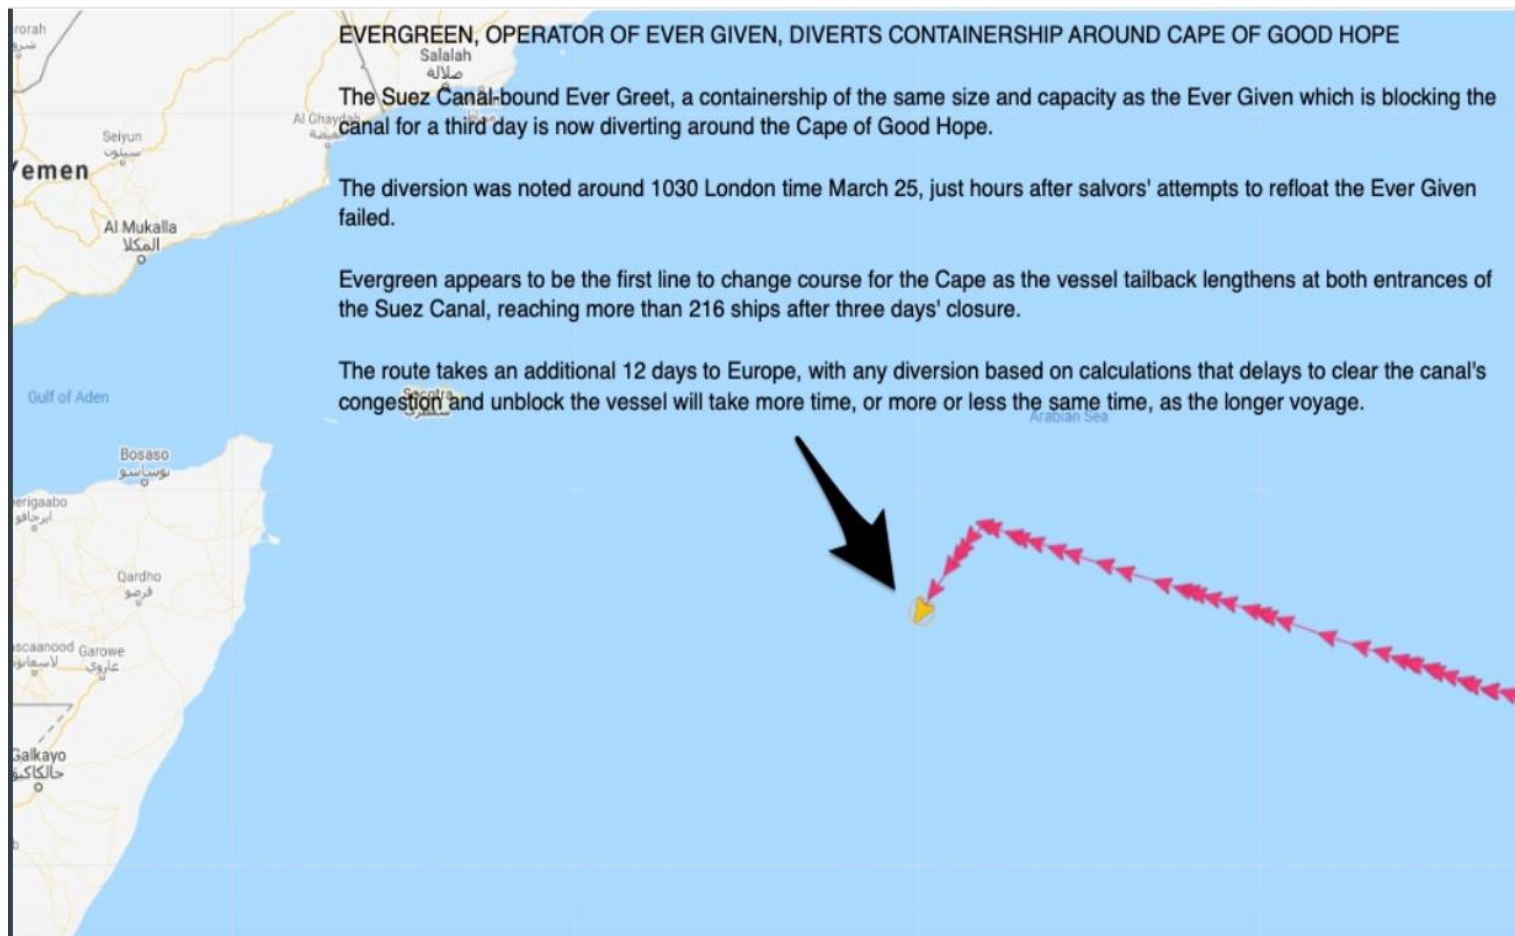 EVERGREEN, OPERATOR OF EVER GIVEN, DIVERTS CONTAINERSHIP AROUND CAPE OF GOOD HOPE
The Suez Canal-bound Ever Greet, a containership of the same size and capacity as the Ever Given which is blocking the
canal for a third day is now diverting around the Cape of Good Hope.
The diversion was noted around 1030 London time March 25, just hours after salvors' attempts to refloat the Ever Given
failed.
Evergreen appears to be the first line to change course for the Cape as the vessel tailback lengthens at both entrances of
the Suez Canal, reaching more than 216 ships after three days' closure.
The route takes an additional 12 days to Europe, with any diversion based on calculations that delays to clear the canal's
congestion and unblock the vessel will take more time, or more or less the same time, as the longer voyage.
Salalah
صلالة
Al Ghaydah
Seiyun
سيئون
emen
Al Mukalla
المكلا
Gulf of Aden
Socotra
Arabian Sea
Bosaso
بوساسو
erigaabo
Qardho
قرضو
scaanood
Garowe
غاروي
Galkayo